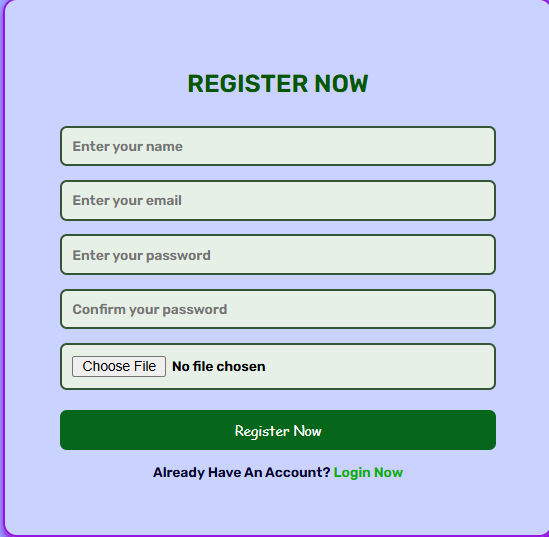 REGISTER NOW
Enter your name
Enter your email
Enter your password
Confirm your password
Choose File No file chosen
Register Now
Already Have An Account? Login Now